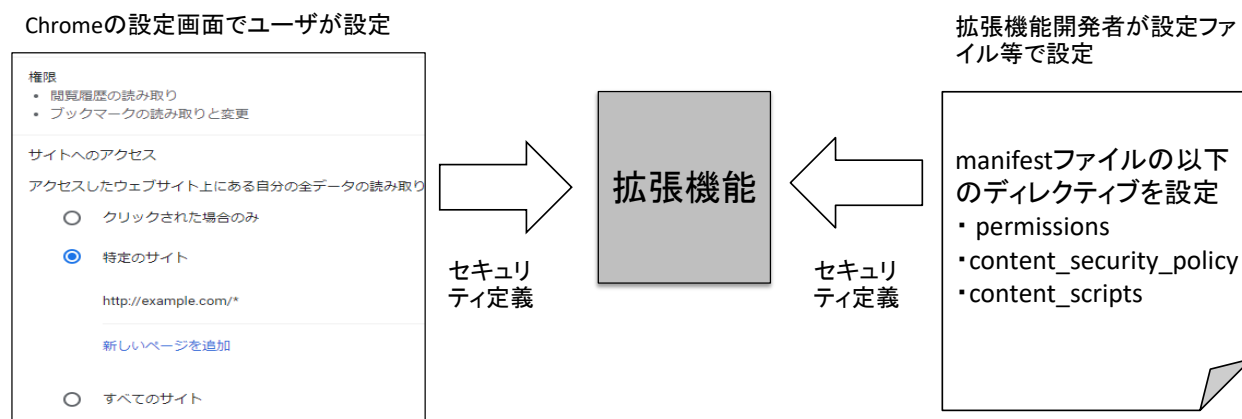 Chromeの設定画面でユーザが設定
権限
• 閲覧履歴の読み取り
• ブックマークの読み取りと変更
サイトへのアクセス
アクセスしたウェブサイト上にある自分の全データの読み取り
クリックされた場合のみ
特定のサイト
http://example.com/*
新しいページを追加
すべてのサイト
セキュリ
ティ定義
拡張機能
セキュリ
ティ定義
拡張機能開発者が設定ファ
イル等で設定
manifestファイルの以下
のディレクティブを設定
・ permissions
・content_security_policy
・content_scripts